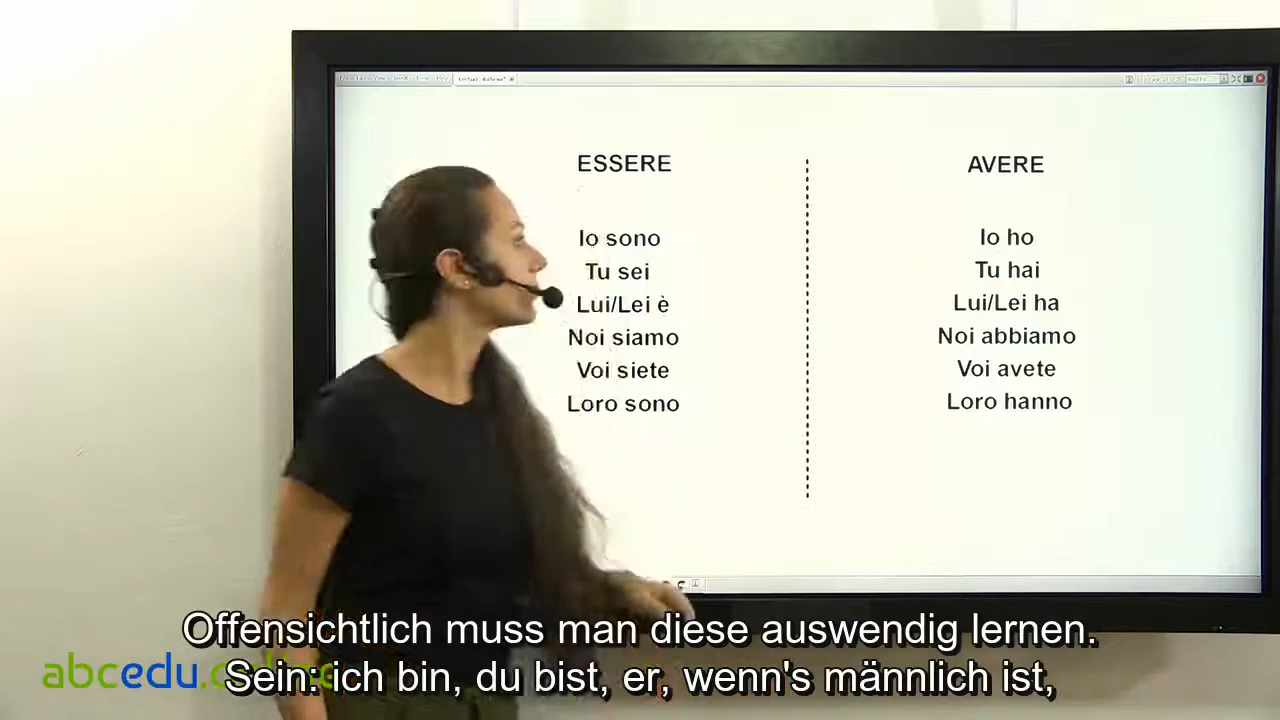 ESSERE
Io sono
Tu sei
Lui/Lei è
Noi siamo
Voi siete
Loro sono
AVERE
Io ho
Tu hai
Lui/Lei ha
Noi abbiamo
Voi avete
Loro hanno
Offensichtlich muss man diese auswendig lernen.
Sein: ich bin, du bist, er, wenn's männlich ist,
abcedu.online